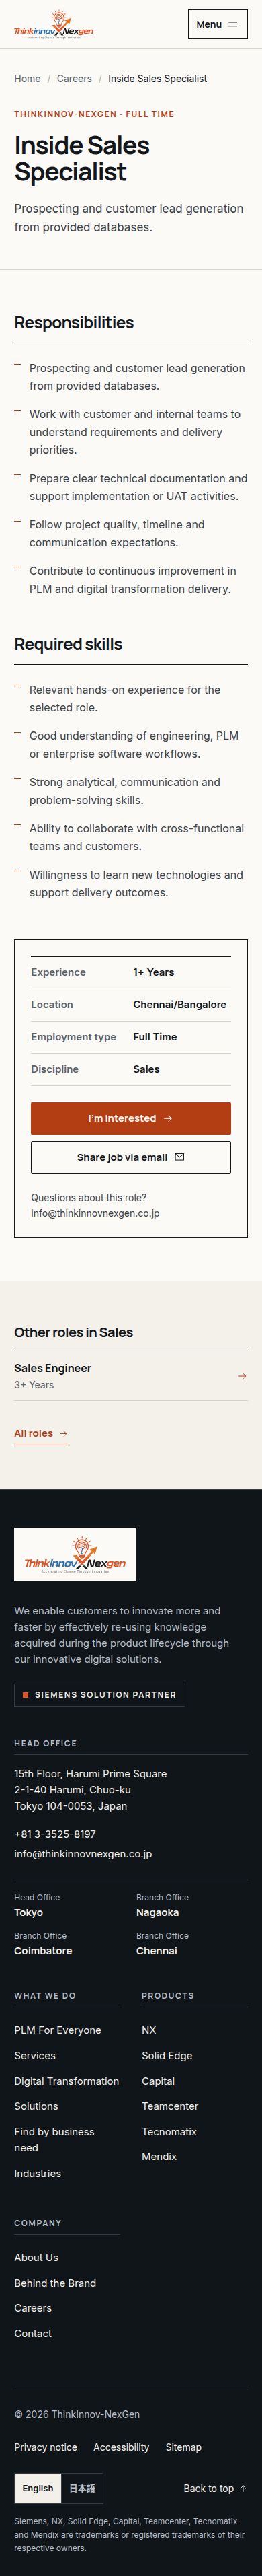 ThinkinnovXNexgen
Menu
Home / Careers / Inside Sales Specialist
THINKINNOV-NEXGEN · FULL TIME
Inside Sales
Specialist
Prospecting and customer lead generation
from provided databases.
Responsibilities
— Prospecting and customer lead generation
from provided databases.
— Work with customer and internal teams to
understand requirements and delivery
priorities.
— Prepare clear technical documentation and
support implementation or UAT activities.
— Follow project quality, timeline and
communication expectations.
— Contribute to continuous improvement in
PLM and digital transformation delivery.
Required skills
— Relevant hands-on experience for the
selected role.
— Good understanding of engineering, PLM
or enterprise software workflows.
— Strong analytical, communication and
problem-solving skills.
— Ability to collaborate with cross-functional
teams and customers.
— Willingness to learn new technologies and
support delivery outcomes.
Experience 1+ Years
Location Chennai/Bangalore
Employment type Full Time
Discipline Sales
I'm interested →
Share job via email
Questions about this role?
info@thinkinnovnexgen.co.jp
Other roles in Sales
Sales Engineer
3+ Years →
All roles →
ThinkinnovXNexgen
Accelerating Change Through Innovation
We enable customers to innovate more and
faster by effectively re-using knowledge
acquired during the product lifecycle through
our innovative digital solutions.
SIEMENS SOLUTION PARTNER
HEAD OFFICE
15th Floor, Harumi Prime Square
2-1-40 Harumi, Chuo-ku
Tokyo 104-0053, Japan
+81 3-3525-8197
info@thinkinnovnexgen.co.jp
Head Office Branch Office
Tokyo Nagaoka
Branch Office Branch Office
Coimbatore Chennai
WHAT WE DO
PLM For Everyone
Services
Digital Transformation
Solutions
Find by business
need
Industries
PRODUCTS
NX
Solid Edge
Capital
Teamcenter
Tecnomatix
Mendix
COMPANY
About Us
Behind the Brand
Careers
Contact
© 2026 ThinkInnov-NexGen
Privacy notice Accessibility Sitemap
English 日本語 Back to top ↑
Siemens, NX, Solid Edge, Capital, Teamcenter, Tecnomatix
and Mendix are trademarks or registered trademarks of their
respective owners.